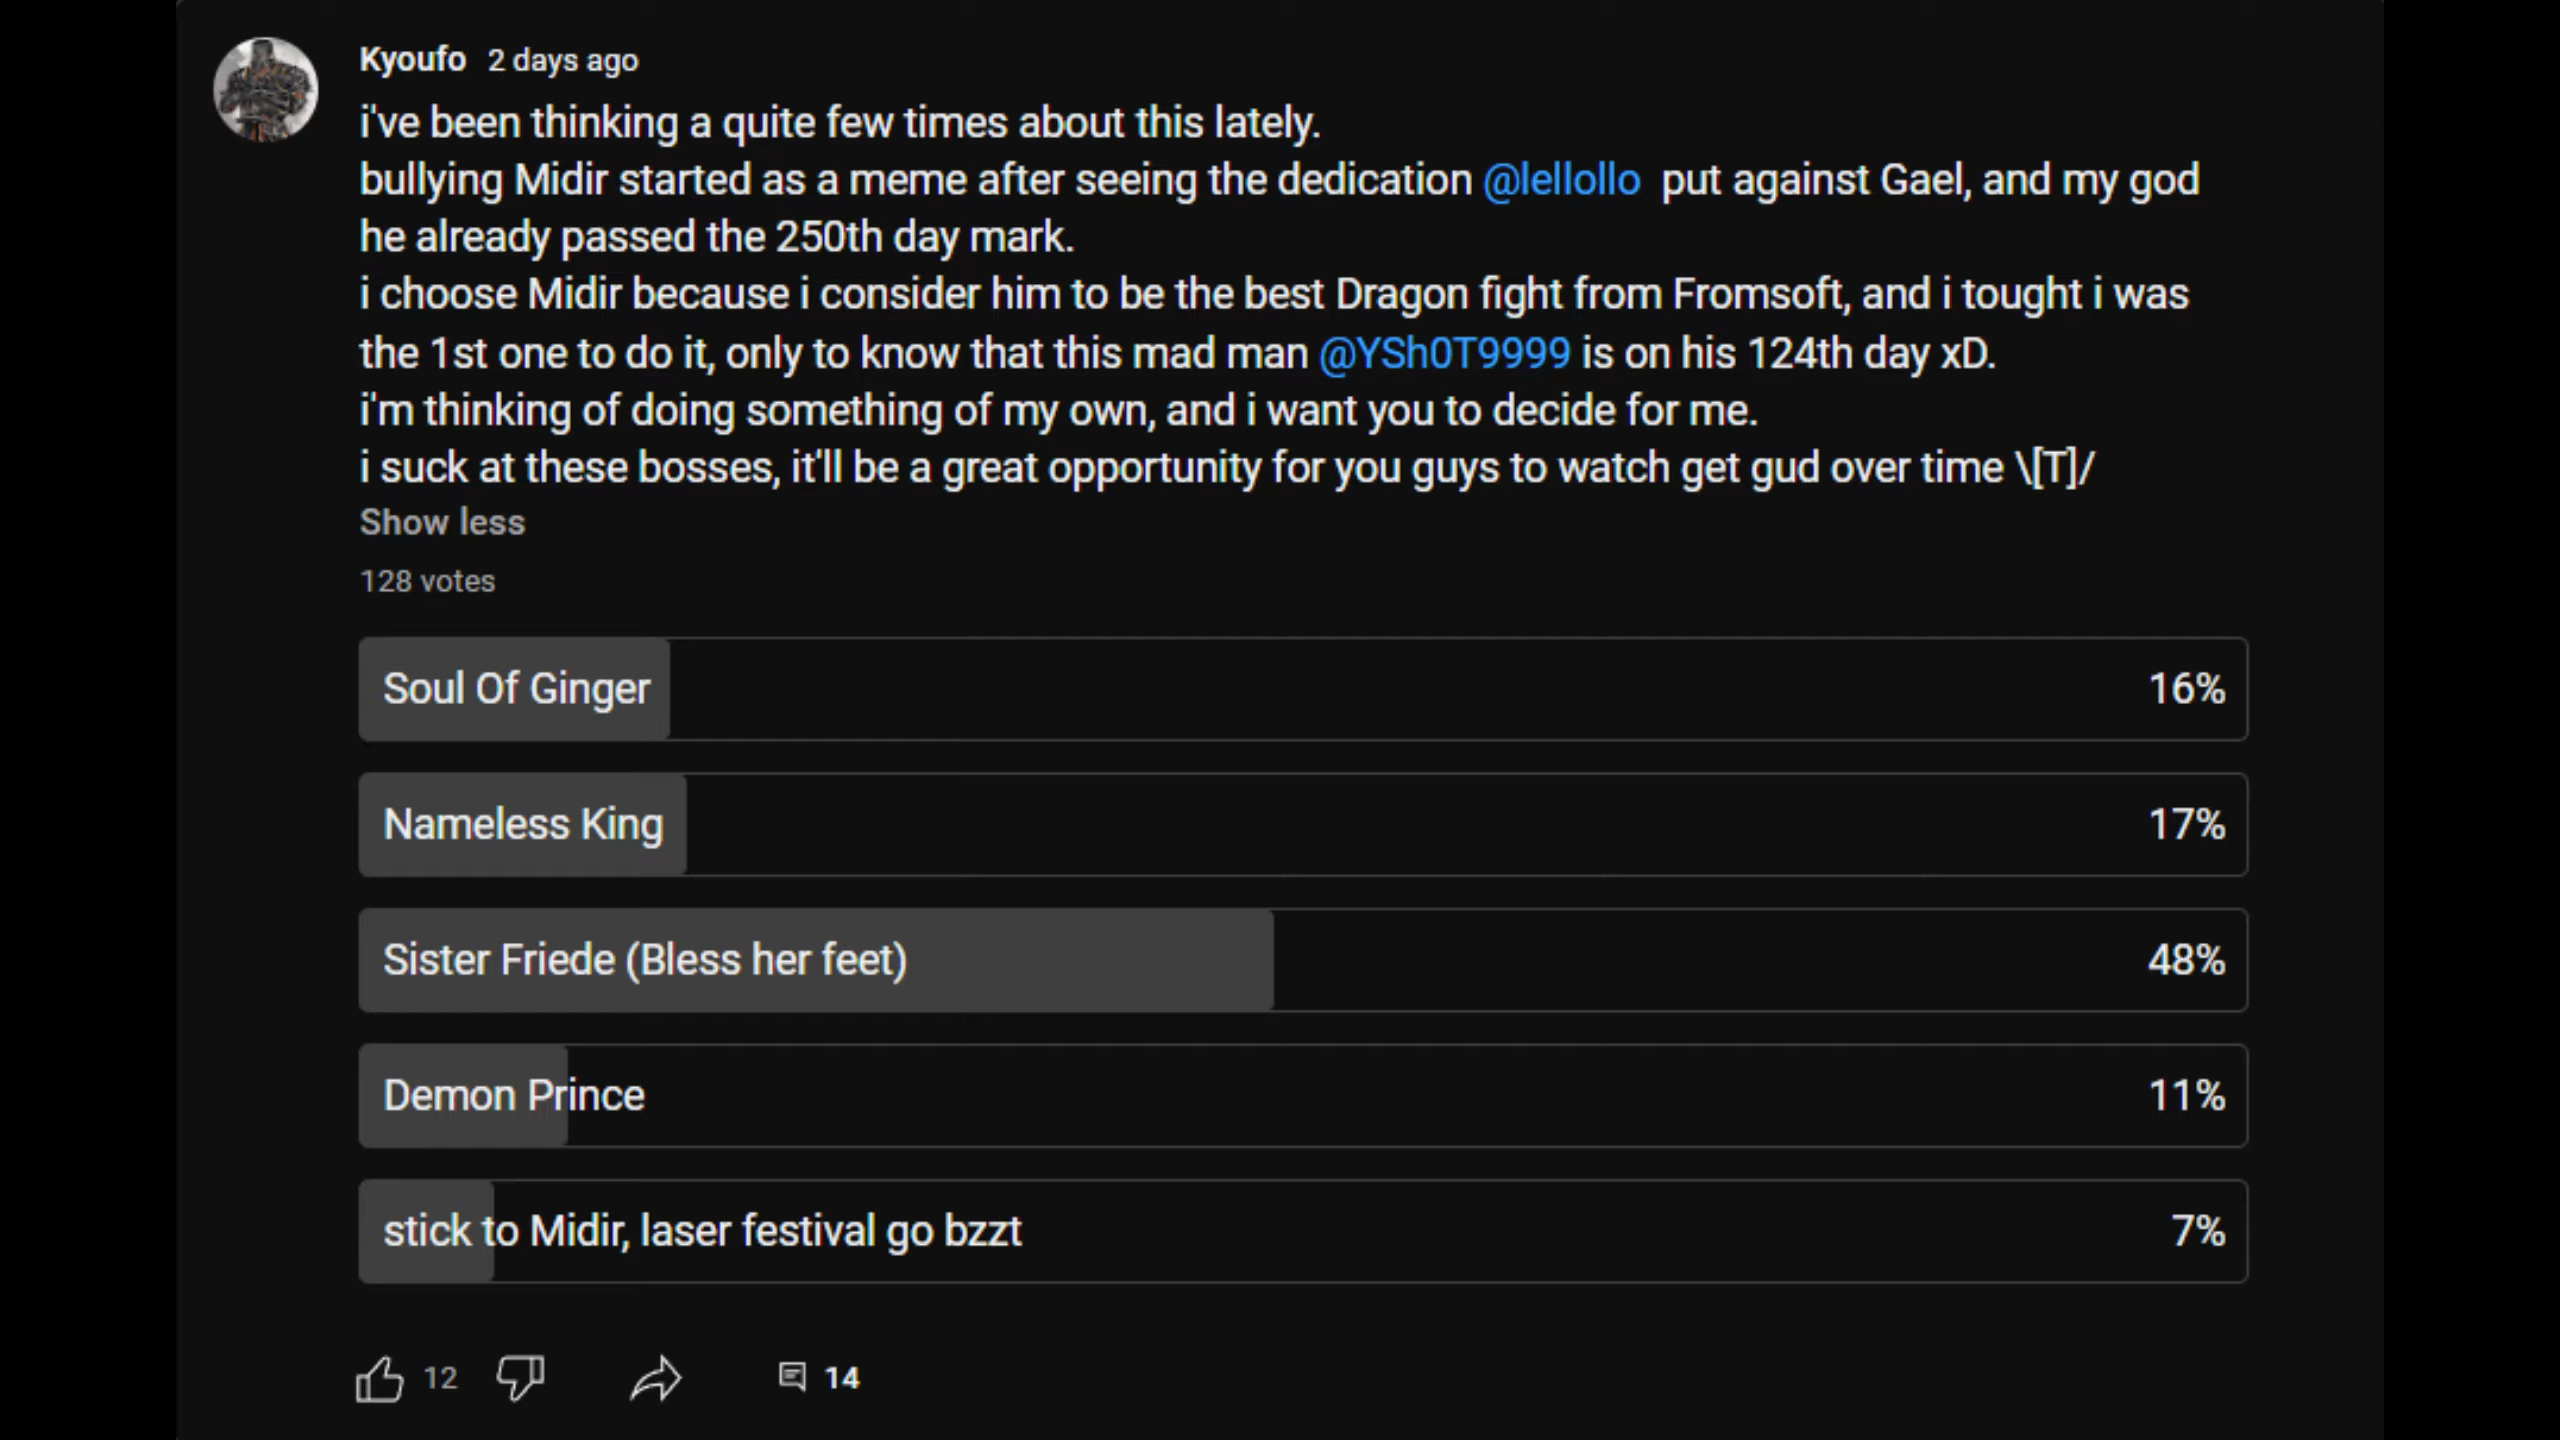 Kyoufo 2 days ago
i've been thinking a quite few times about this lately.
bullying Midir started as a meme after seeing the dedication @lellollo put against Gael, and my god
he already passed the 250th day mark.
i choose Midir because i consider him to be the best Dragon fight from Fromsoft, and i tought i was
the 1st one to do it, only to know that this mad man @YSh0T9999 is on his 124th day xD.
i'm thinking of doing something of my own, and i want you to decide for me.
i suck at these bosses, it'll be a great opportunity for you guys to watch get gud over time \[T]/
Show less
128 votes
Soul Of Ginger 16%
Nameless King 17%
Sister Friede (Bless her feet) 48%
Demon Prince 11%
stick to Midir, laser festival go bzzt 7%
12 14